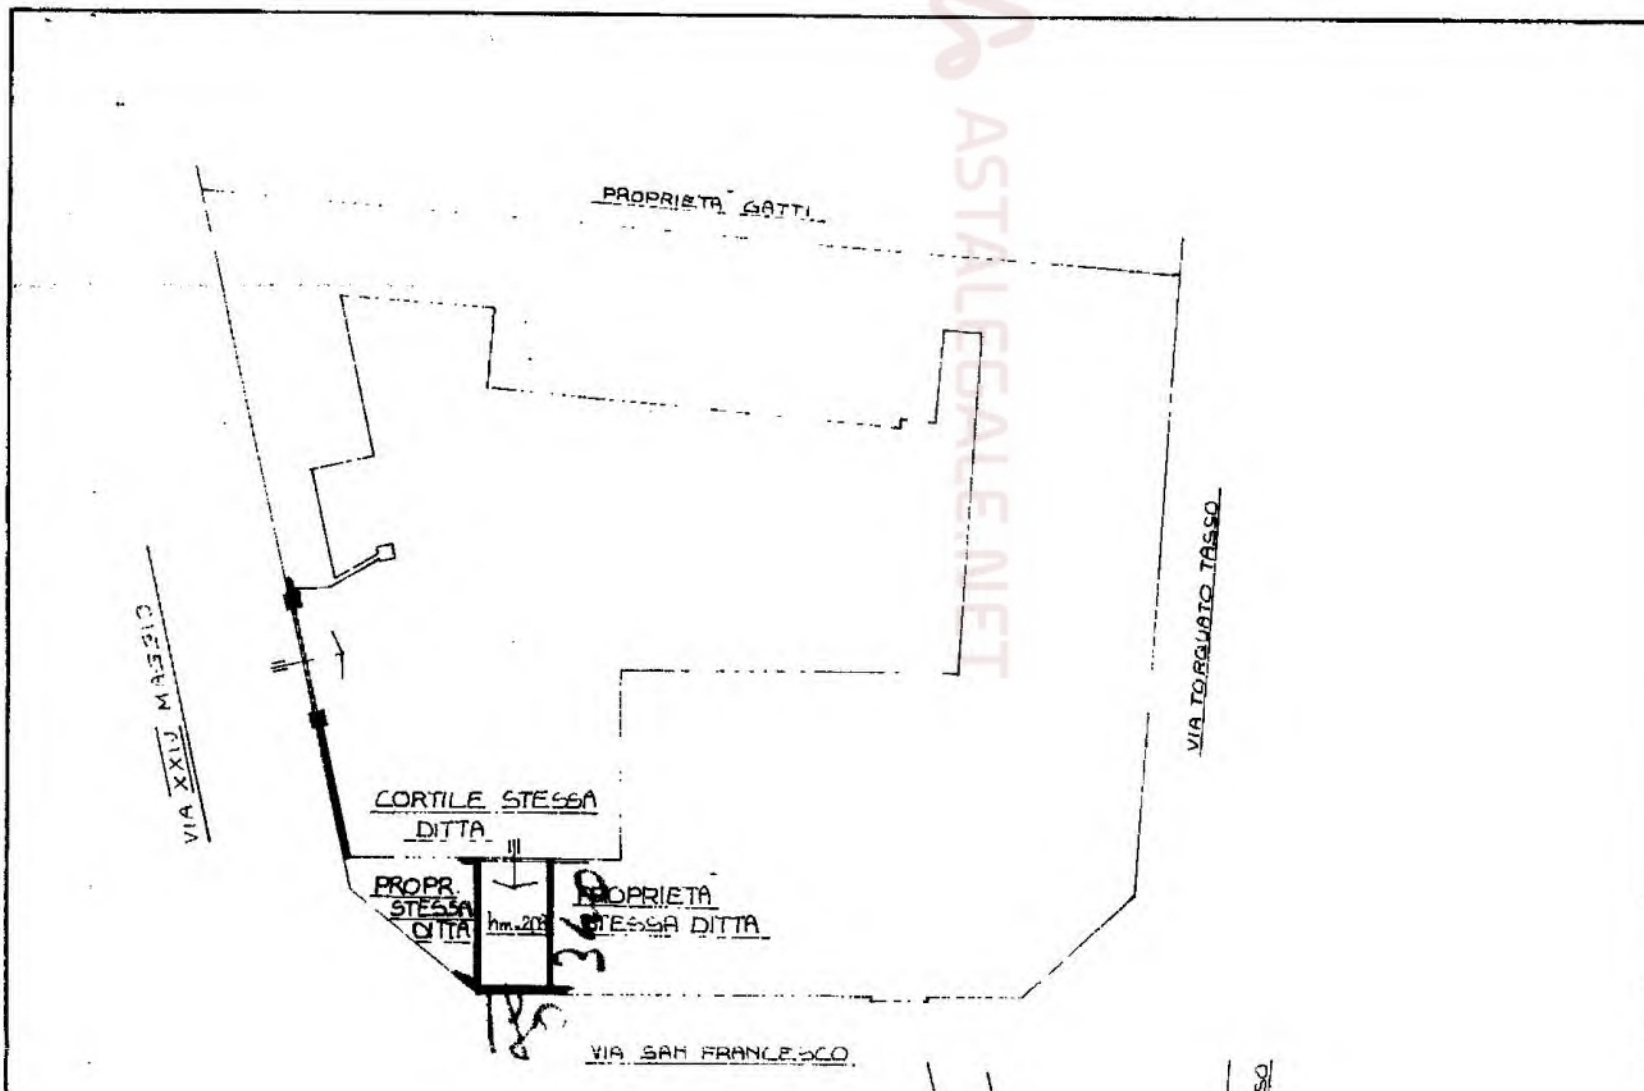 PROPRIETA' GATTI
ASTALEGALE.NET
VIA TORQUATO TASSO
VIA XXIV MAGGIO
CORTILE STESSA
DITTA
PROPR.
STESSA
DITTA
PROPRIETA'
STESSA DITTA
VIA SAN FRANCESCO